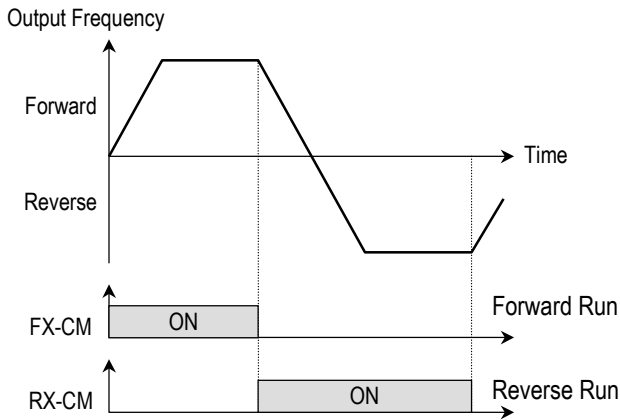 Output Frequency
Forward
Time
Reverse
FX-CM
ON
Forward Run
RX-CM
ON
Reverse Run